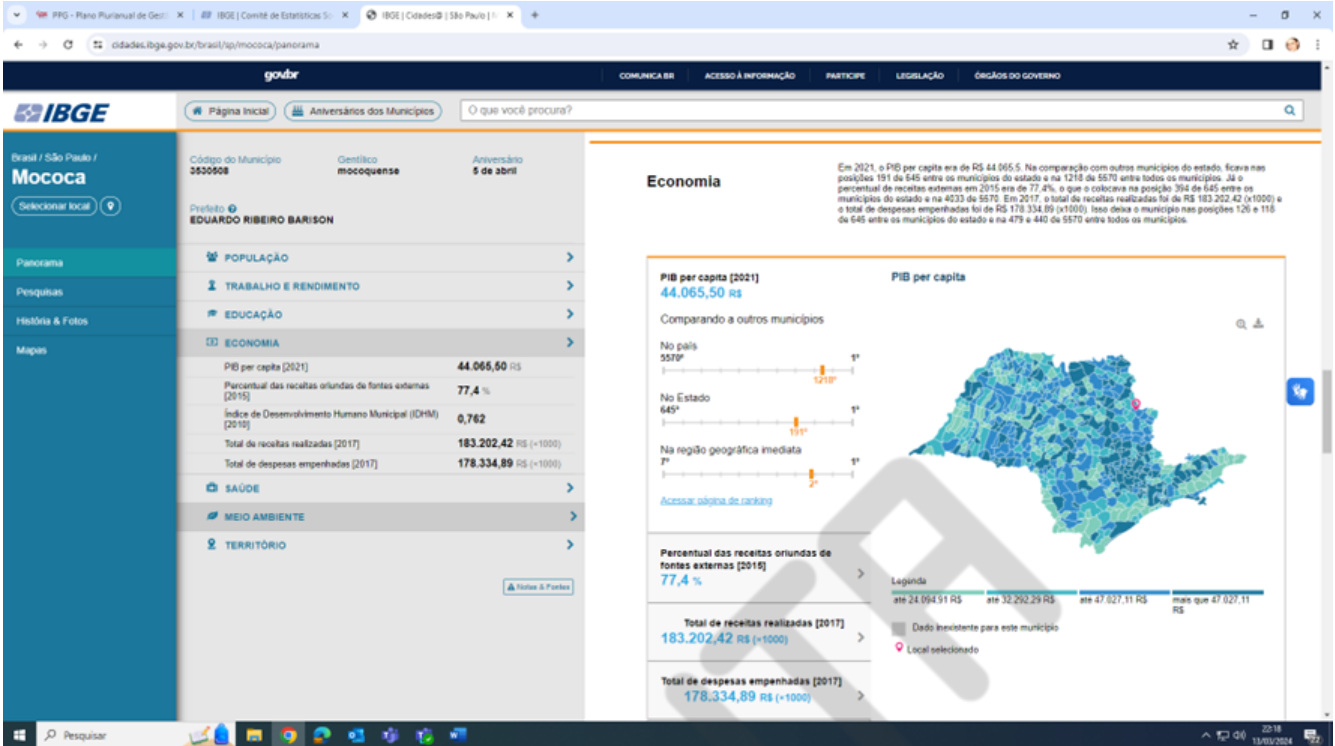 PPG - Plano Plurianual de Gest
IBGE | Comitê de Estatísticas So
IBGE | Cidades@ | São Paulo | M
cidades.ibge.gov.br/brasil/sp/mococa/panorama
govbr
COMUNICA BR ACESSO À INFORMAÇÃO PARTICIPE LEGISLAÇÃO ÓRGÃOS DO GOVERNO
IBGE
Página Inicial
Aniversários dos Municípios
O que você procura?
Brasil / São Paulo /
Mococa
Selecionar local
Panorama
Pesquisas
História & Fotos
Mapas
Código do Município
3530508
Gentílico
mocoquense
Aniversário
5 de abril
Prefeito
EDUARDO RIBEIRO BARISON
POPULAÇÃO
TRABALHO E RENDIMENTO
EDUCAÇÃO
ECONOMIA
PIB per capita [2021] 44.065,50 R$
Percentual das receitas oriundas de fontes externas
[2015] 77,4 %
Índice de Desenvolvimento Humano Municipal (IDHM)
[2010] 0,762
Total de receitas realizadas [2017] 183.202,42 R$ (×1000)
Total de despesas empenhadas [2017] 178.334,89 R$ (×1000)
SAÚDE
MEIO AMBIENTE
TERRITÓRIO
Notas & Fontes
Economia
Em 2021, o PIB per capita era de R$ 44.065,5. Na comparação com outros municípios do estado, ficava nas
posições 191 de 645 entre os municípios do estado e na 1218 de 5570 entre todos os municípios. Já o
percentual de receitas externas em 2015 era de 77,4%, o que o colocava na posição 394 de 645 entre os
municípios do estado e na 4033 de 5570. Em 2017, o total de receitas realizadas foi de R$ 183.202,42 (x1000) e
o total de despesas empenhadas foi de R$ 178.334,89 (x1000). Isso deixa o município nas posições 126 e 118
de 645 entre os municípios do estado e na 479 e 440 de 5570 entre todos os municípios.
PIB per capita [2021]
44.065,50 R$
Comparando a outros municípios
No país
5570º 1º
1218º
No Estado
645º 1º
191º
Na região geográfica imediata
7º 1º
2º
Acessar página de ranking
Percentual das receitas oriundas de
fontes externas [2015]
77,4 %
Total de receitas realizadas [2017]
183.202,42 R$ (×1000)
Total de despesas empenhadas [2017]
178.334,89 R$ (×1000)
PIB per capita
Legenda
até 24.094,91 R$ até 32.292,29 R$ até 47.027,11 R$ mais que 47.027,11
R$
Dado inexistente para este município
Local selecionado
Pesquisar
22:18
13/03/2024
22